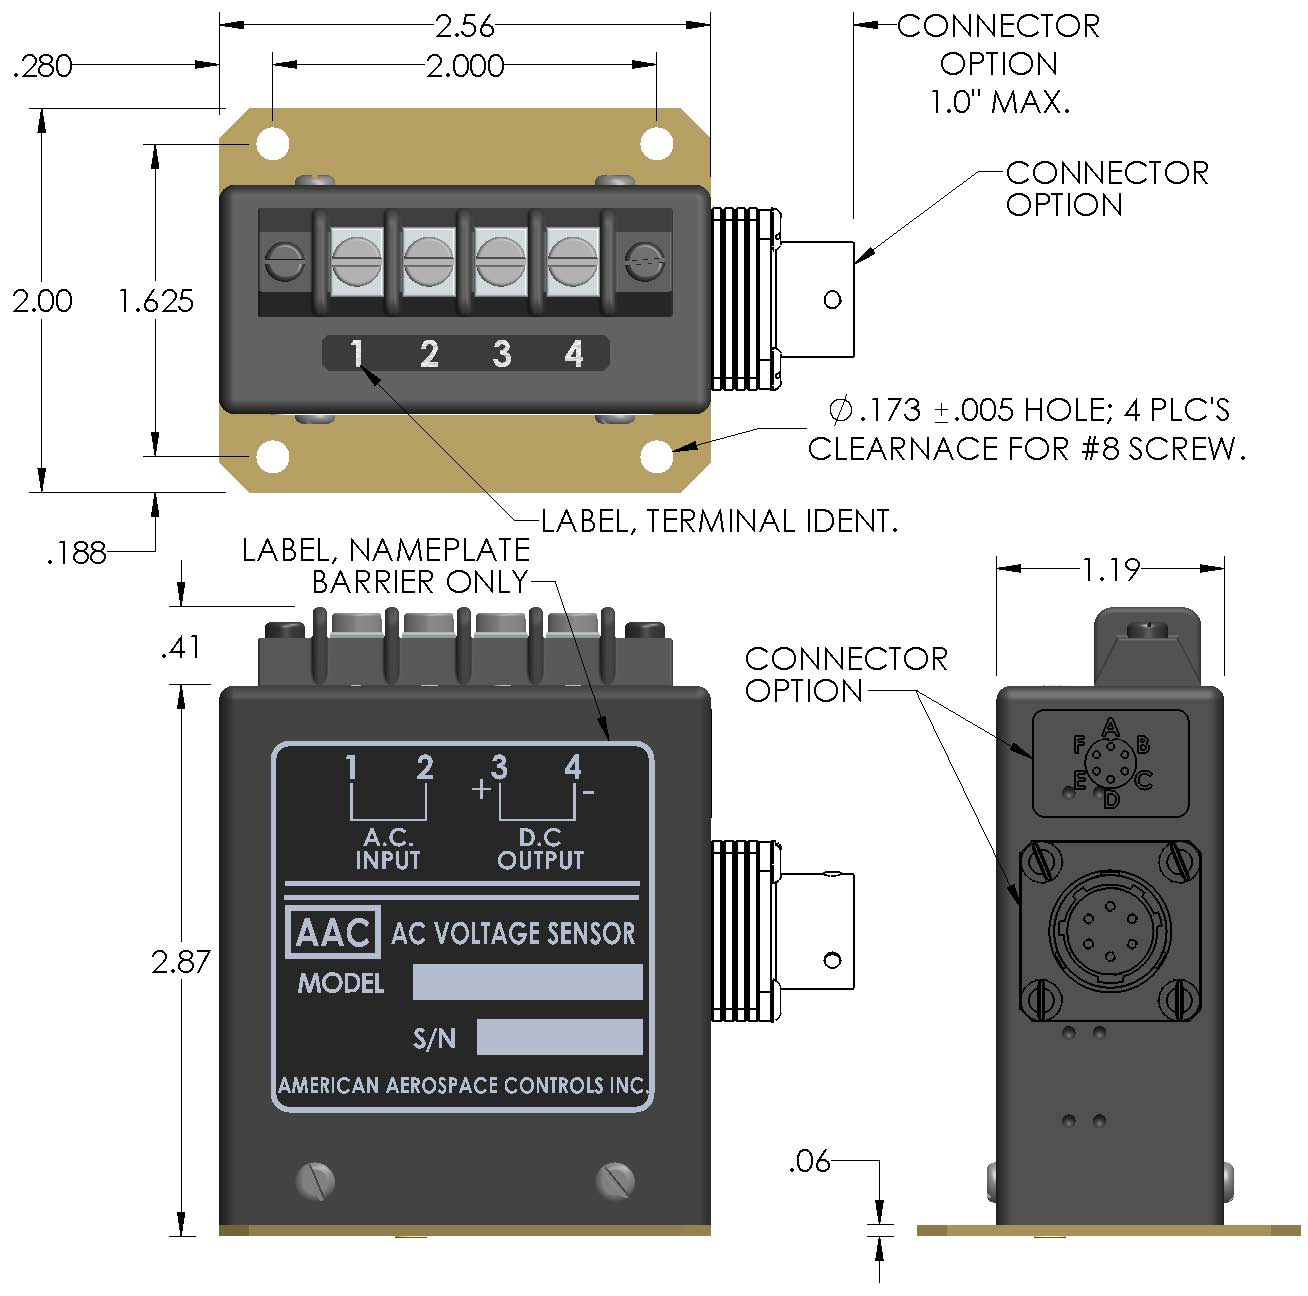 2.56
CONNECTOR
OPTION
1.0" MAX.
.280
2.000
CONNECTOR
OPTION
2.00
1.625
1 2 3 4
Ø.173 ±.005 HOLE; 4 PLC'S
CLEARNACE FOR #8 SCREW.
LABEL, TERMINAL IDENT.
.188
LABEL, NAMEPLATE
BARRIER ONLY
1.19
.41
CONNECTOR
OPTION
A
F B
E C
D
1 2 +3 4 -
A.C.
INPUT
D.C
OUTPUT
AAC AC VOLTAGE SENSOR
2.87
MODEL
S/N
AMERICAN AEROSPACE CONTROLS INC.
.06